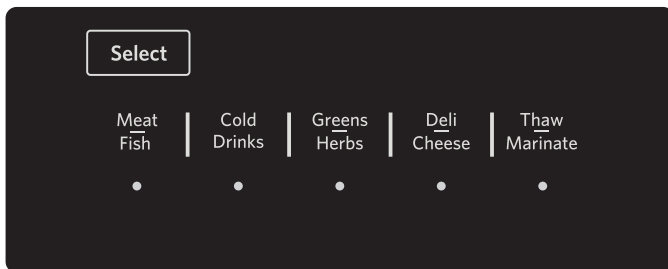 Select
Meat
Fish
Cold
Drinks
Greens
Herbs
Deli
Cheese
Thaw
Marinate